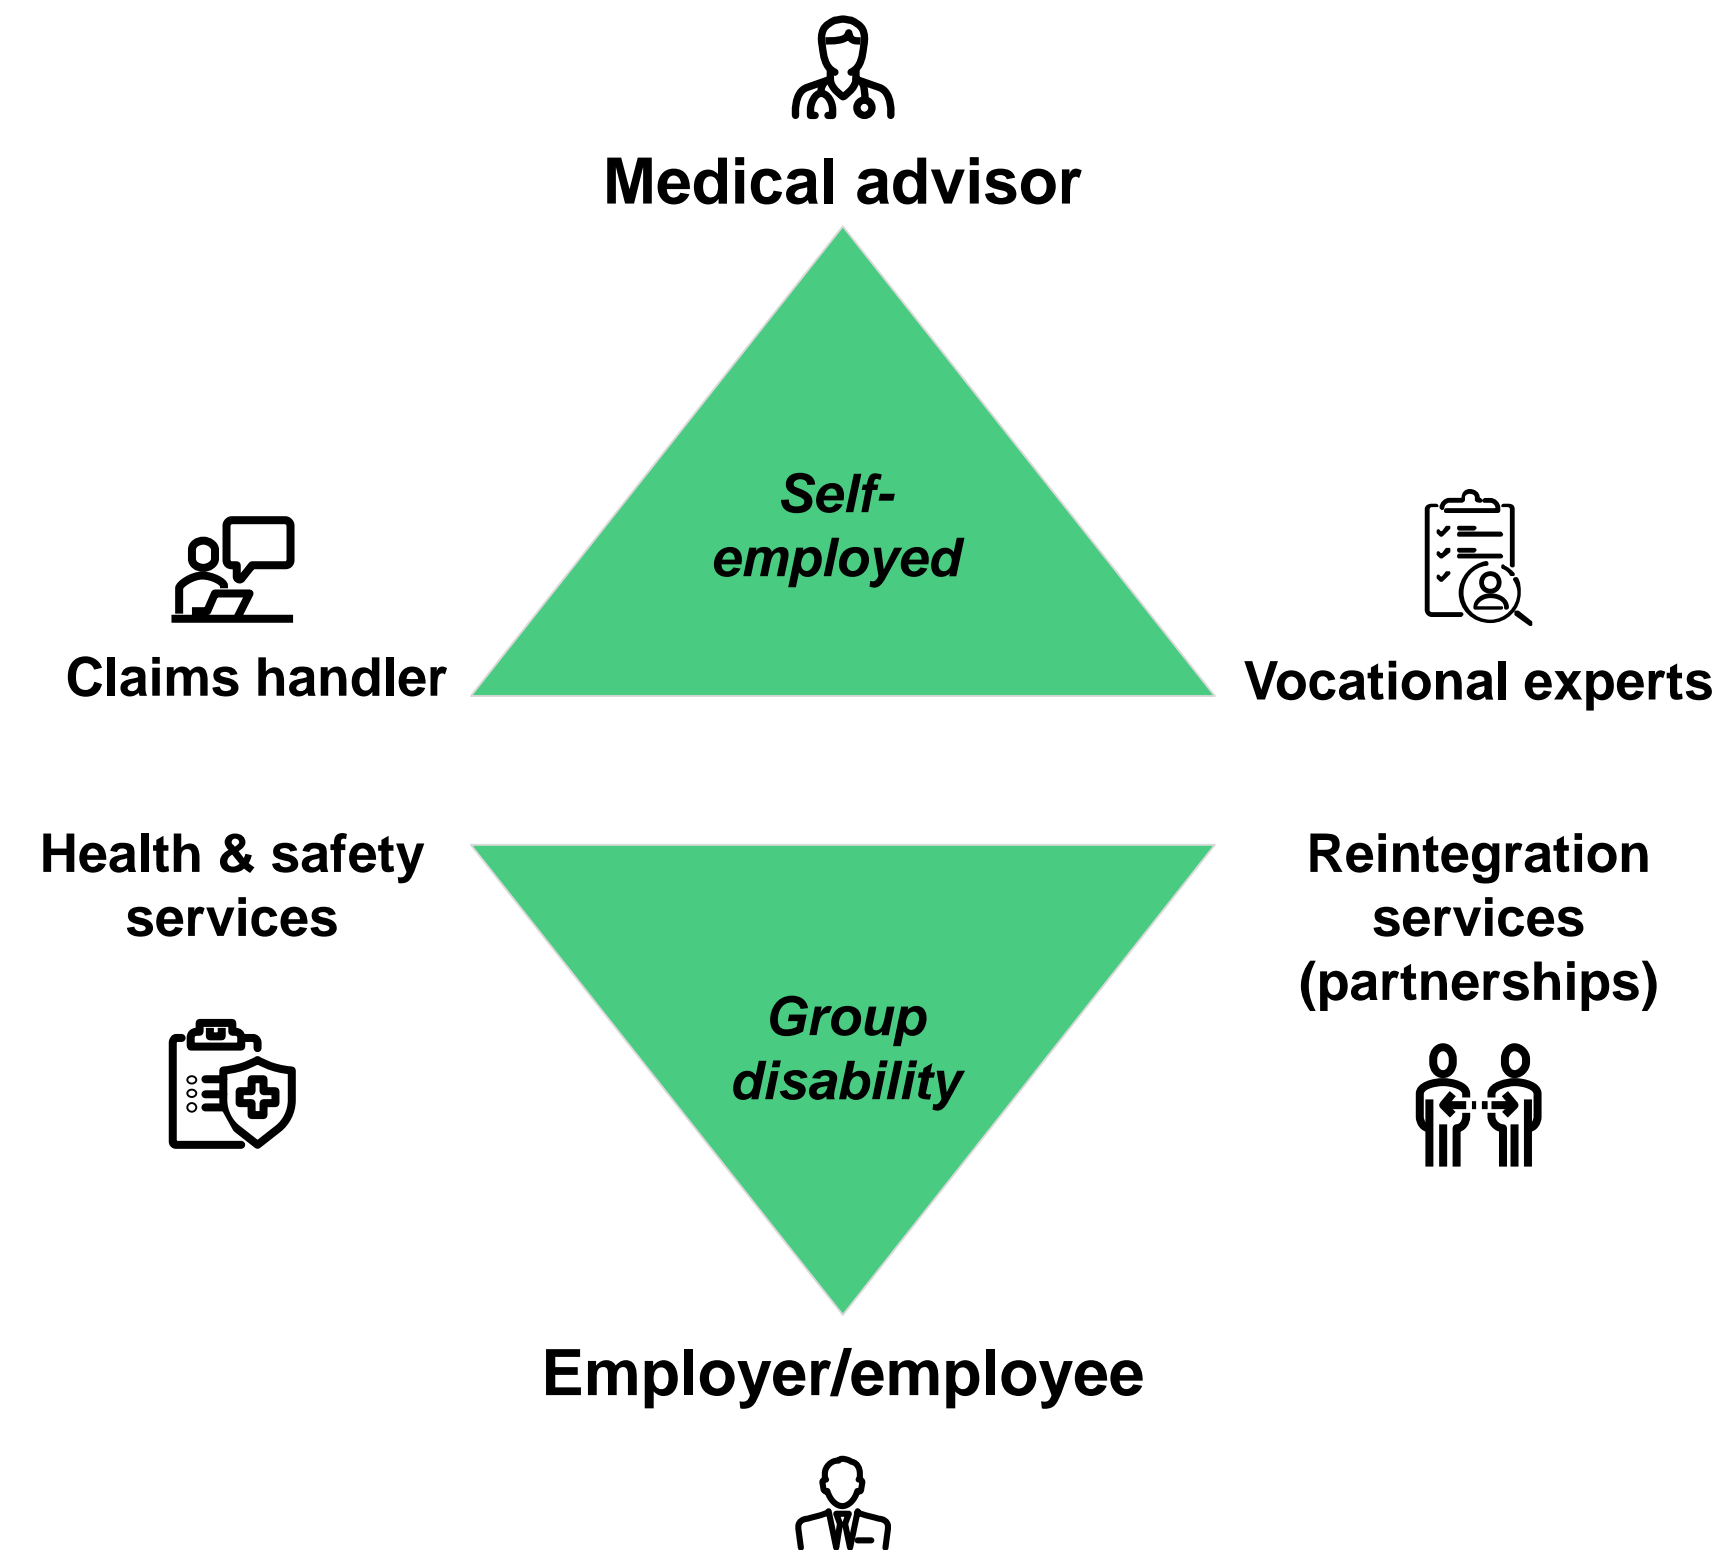 Medical advisor
Self-
employed
Claims handler
Vocational experts
Health & safety
services
Reintegration
services
(partnerships)
Group
disability
Employer/employee